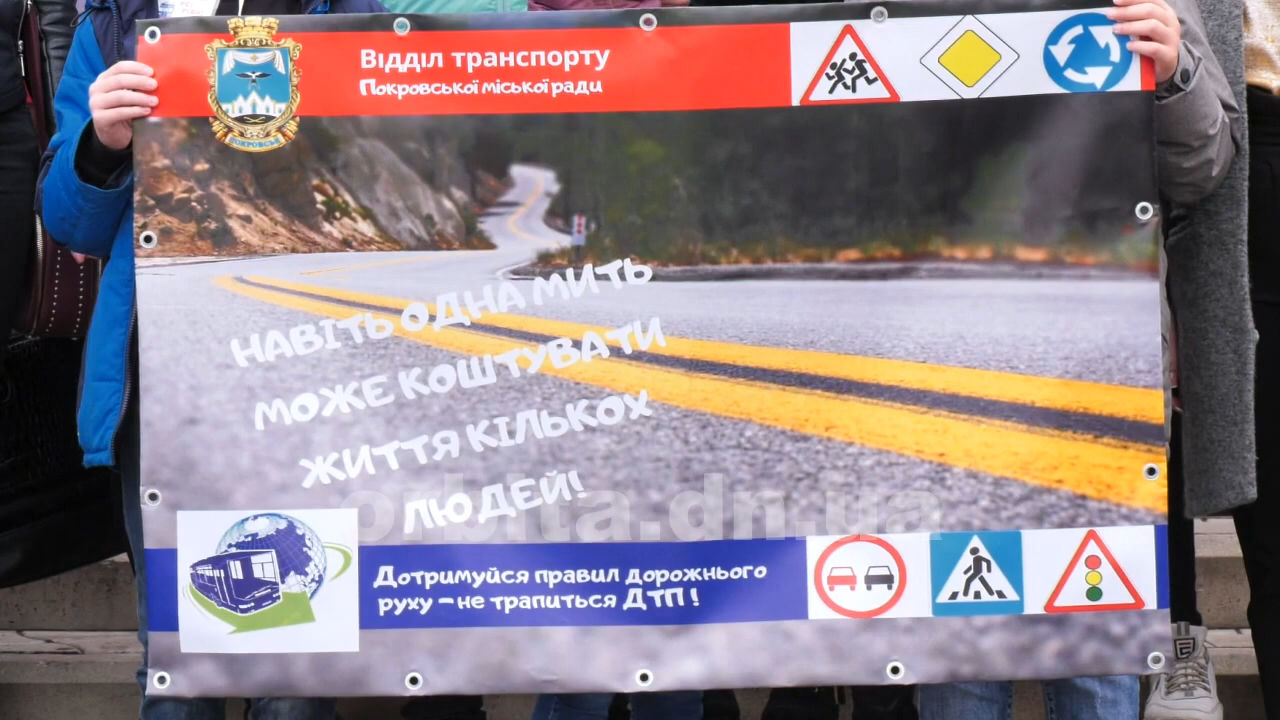 Відділ транспорту
Покровської міської ради
ПОКРОВСЬК
НАВІТЬ ОДНА МИТЬ
МОЖЕ КОШТУВАТИ
ЖИТТЯ КІЛЬКОХ
ЛЮДЕЙ!
orbita.dn.ua
Дотримуйся правил дорожнього
руху – не трапиться ДТП !